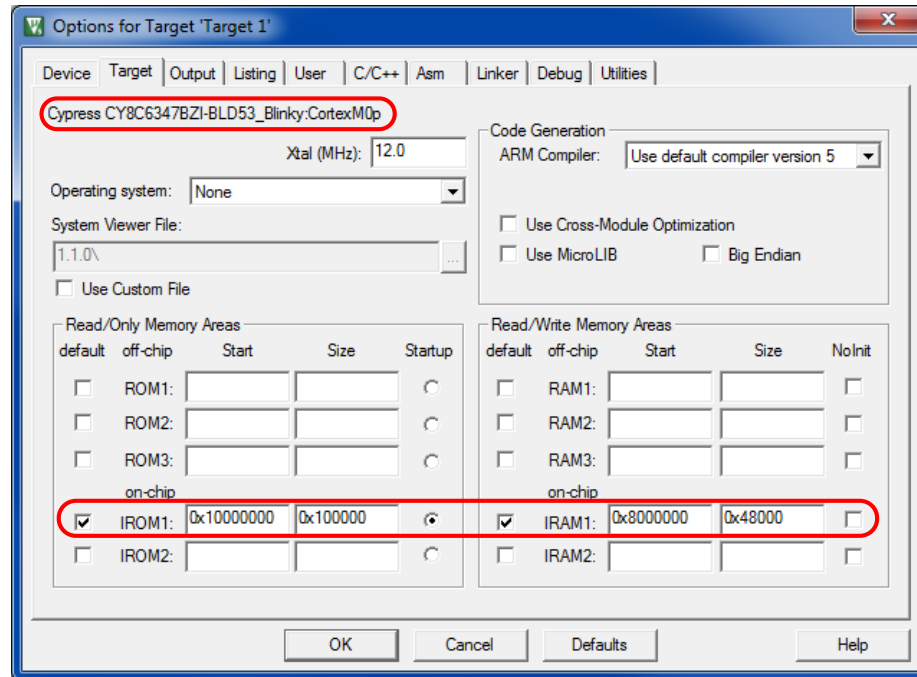 Options for Target 'Target 1'
Device Target Output Listing User C/C++ Asm Linker Debug Utilities
Cypress CY8C6347BZI-BLD53_Blinky:CortexM0p
Xtal (MHz): 12.0
Operating system: None
System Viewer File:
1.1.0\
...
Use Custom File
Code Generation
ARM Compiler: Use default compiler version 5
Use Cross-Module Optimization
Use MicroLIB Big Endian
Read/Only Memory Areas
default off-chip Start Size Startup
ROM1:
ROM2:
ROM3:
on-chip
IROM1: 0x10000000 0x100000
IROM2:
Read/Write Memory Areas
default off-chip Start Size NoInit
RAM1:
RAM2:
RAM3:
on-chip
IRAM1: 0x8000000 0x48000
IRAM2:
OK Cancel Defaults Help